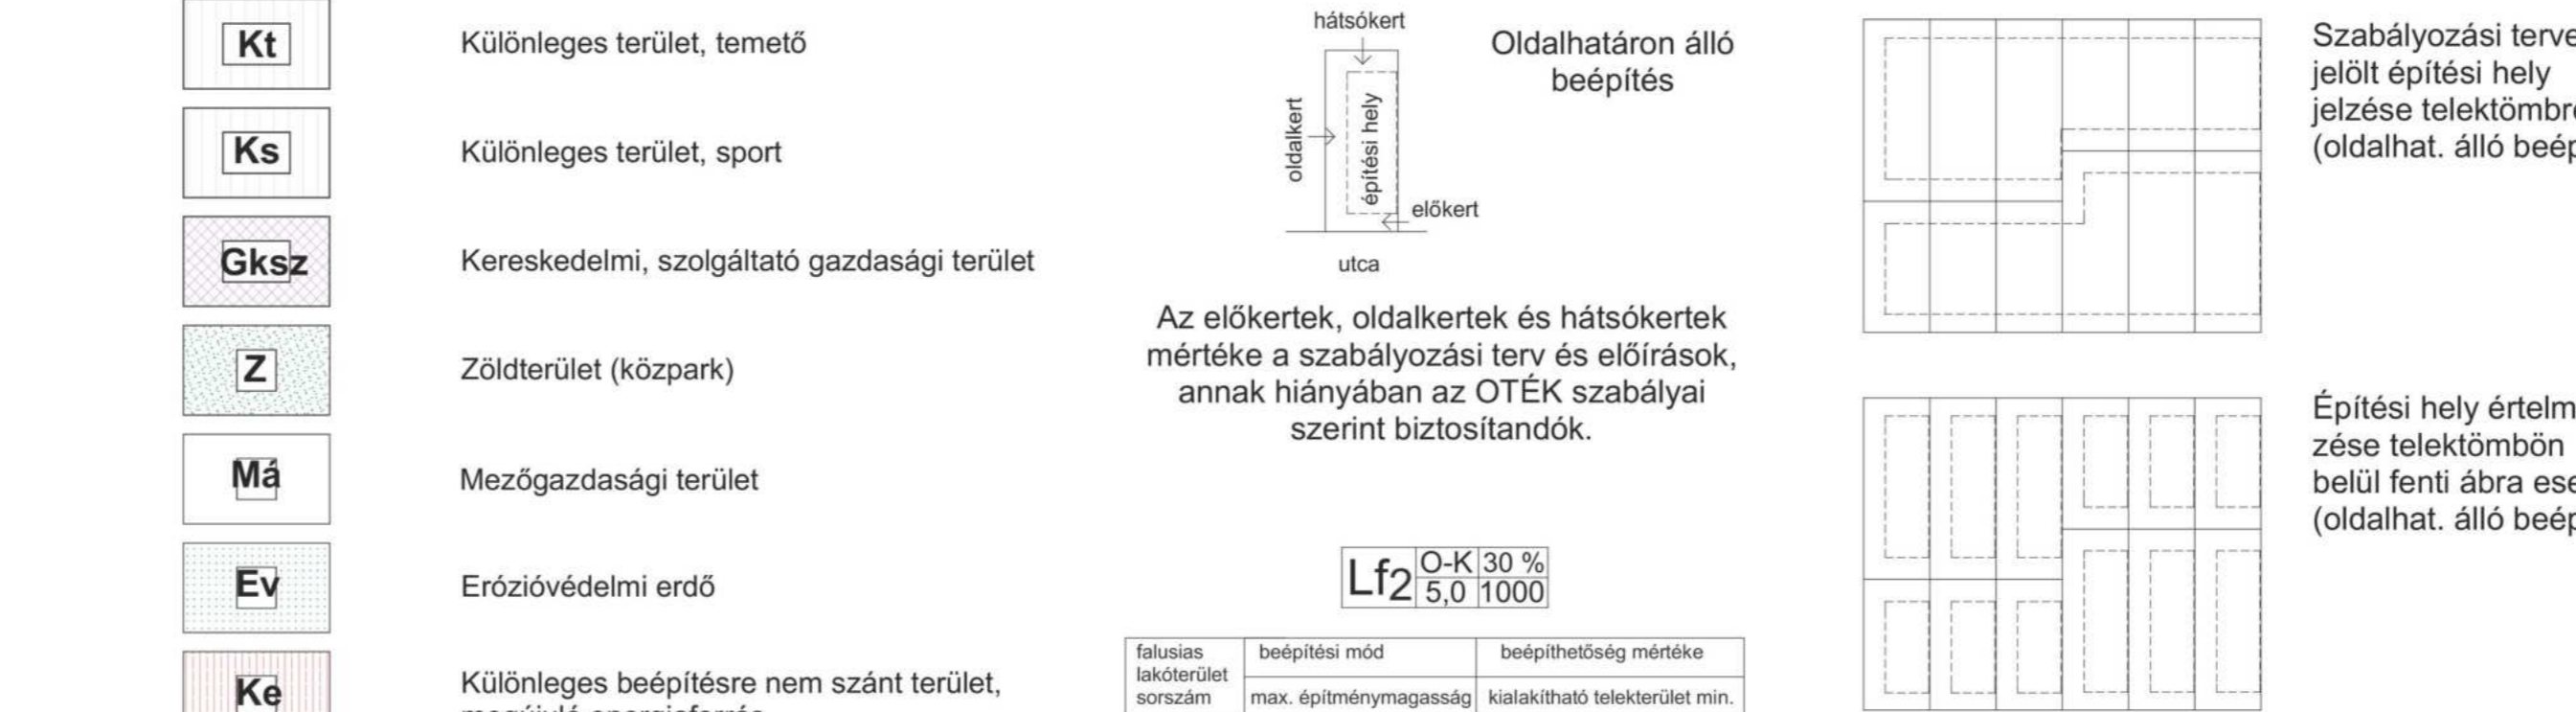 Kt
Különleges terület, temető
Ks
Különleges terület, sport
Gksz
Kereskedelmi, szolgáltató gazdasági terület
Z
Zöldterület (közpark)
Má
Mezőgazdasági terület
Ev
Erózióvédelmi erdő
Ke
Különleges beépítésre nem szánt terület,
hátsókert
oldalkert
építési hely
előkert
utca
Oldalhatáron álló
beépítés
Az előkertek, oldalkertek és hátsókertek
mértéke a szabályozási terv és előírások,
annak hiányában az OTÉK szabályai
szerint biztosítandók.
Lf2 O-K 30 %
5,0 1000
falusias
lakóterület
sorszám
beépítési mód
beépíthetőség mértéke
max. építménymagasság
kialakítható telekterület min.
Szabályozási terve
jelölt építési hely
jelzése telektömbre
(oldalhat. álló beép
Építési hely értelm
zése telektömbön
belül fenti ábra ese
(oldalhat. álló beép